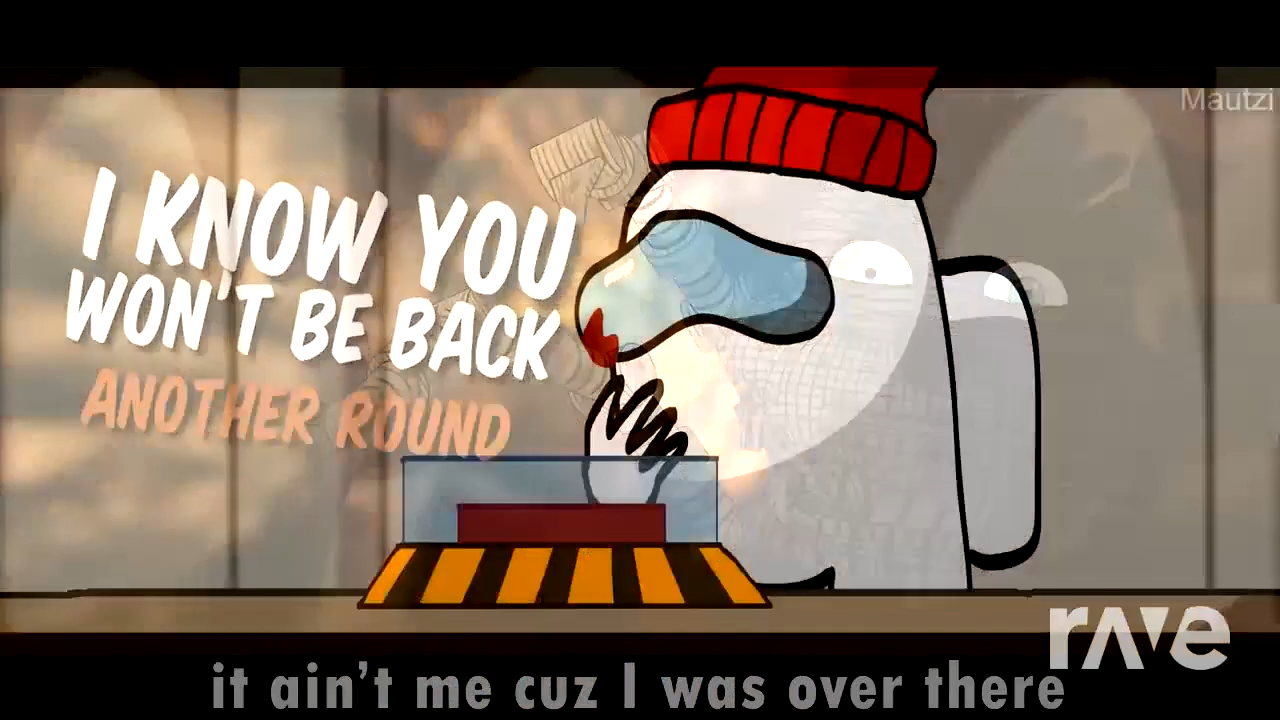 Mautzi
I KNOW YOU
WON'T BE BACK
ANOTHER ROUND
rave
it ain't me cuz I was over there